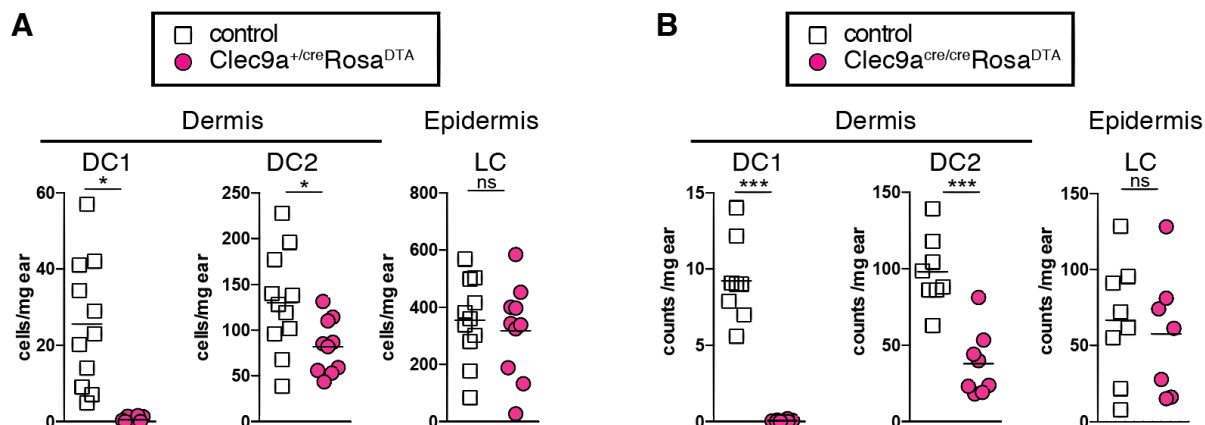 A
control
Clec9a+/creRosaDTA
Dermis
Epidermis
DC1
DC2
LC
*
*
ns
cells/mg ear
60
40
20
0
cells/mg ear
250
200
150
100
50
0
cells/mg ear
800
600
400
200
0
B
control
Clec9acre/creRosaDTA
Dermis
Epidermis
DC1
DC2
LC
***
***
ns
counts /mg ear
15
10
5
0
counts /mg ear
150
100
50
0
counts /mg ear
150
100
50
0